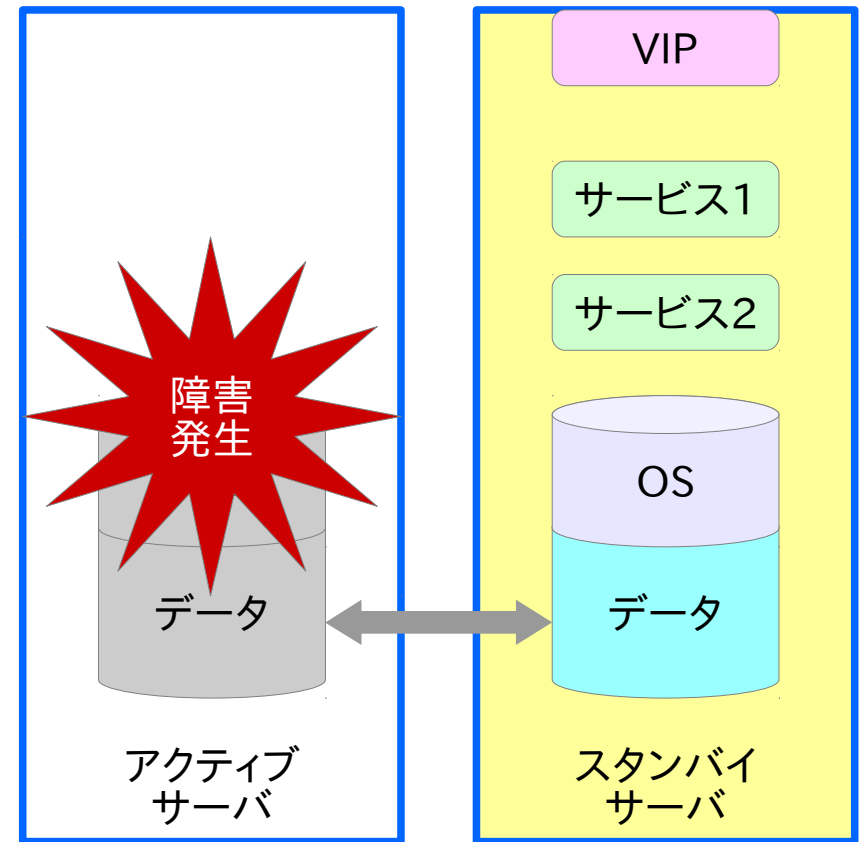 障害
発生
データ
アクティブ
サーバ
VIP
サービス1
サービス2
OS
データ
スタンバイ
サーバ